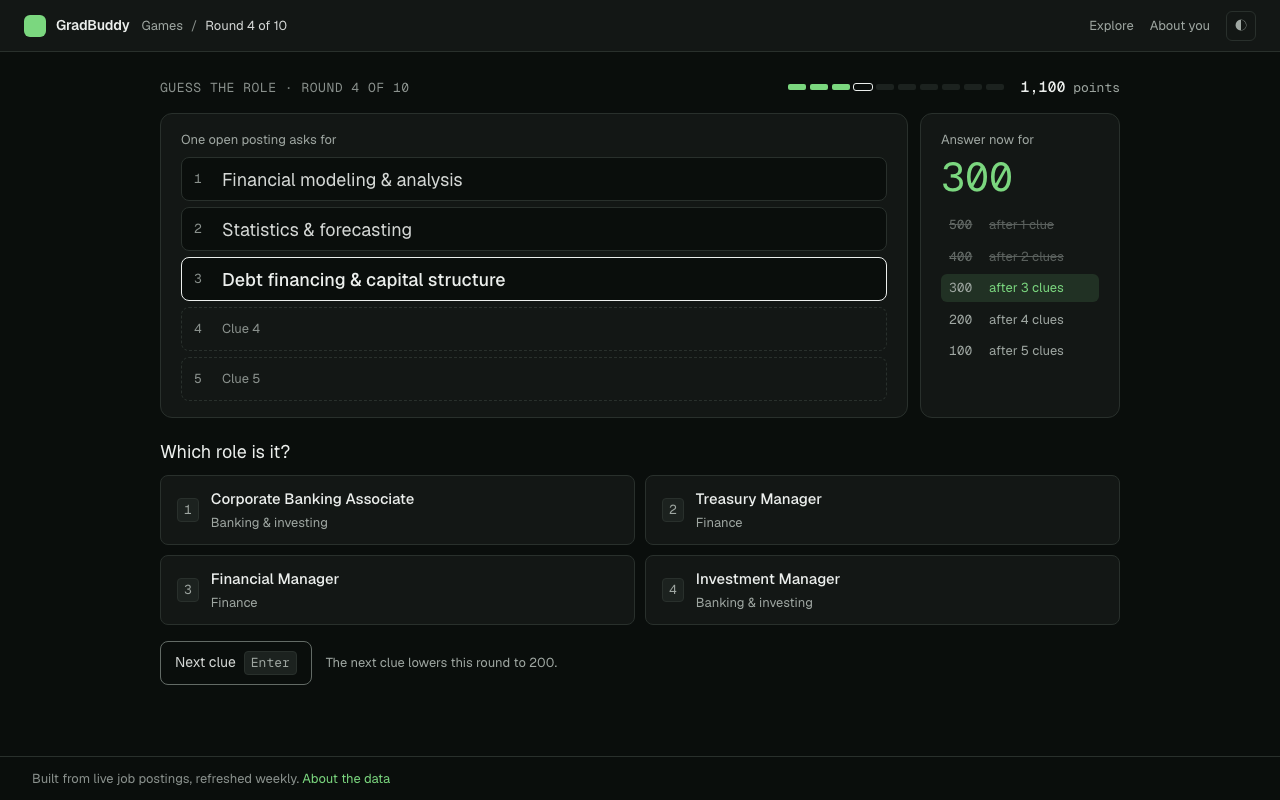 GradBuddy Games / Round 4 of 10 Explore About you
GUESS THE ROLE · ROUND 4 OF 10 1,100 points
One open posting asks for
1 Financial modeling & analysis
2 Statistics & forecasting
3 Debt financing & capital structure
4 Clue 4
5 Clue 5
Answer now for
300
500 after 1 clue
400 after 2 clues
300 after 3 clues
200 after 4 clues
100 after 5 clues
Which role is it?
1 Corporate Banking Associate
Banking & investing
2 Treasury Manager
Finance
3 Financial Manager
Finance
4 Investment Manager
Banking & investing
Next clue Enter The next clue lowers this round to 200.
Built from live job postings, refreshed weekly. About the data